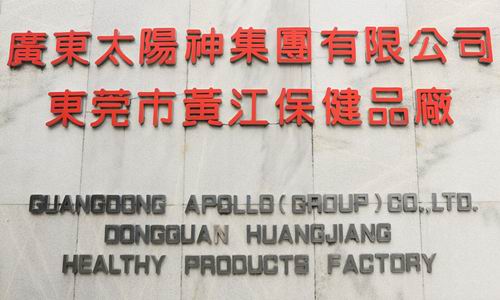 廣東太陽神集團有限公司
東莞市黃江保健品廠
GUANGDONG APOLLO(GROUP)CO.,LTD.
DONGGUAN HUANGJIANG
HEALTHY PRODUCTS FACTORY